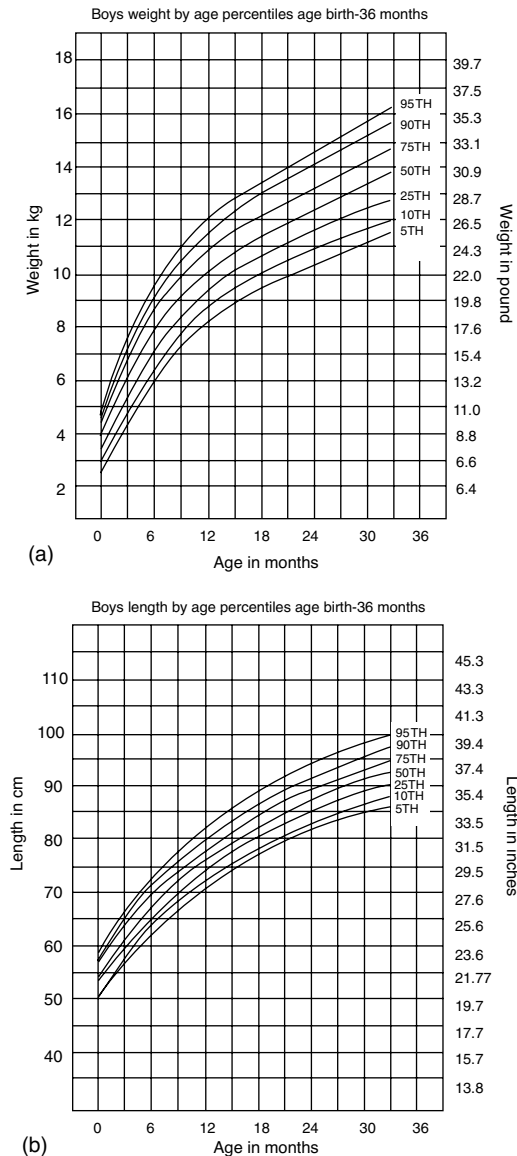 Boys weight by age percentiles age birth-36 months
Weight in kg
18
16
14
12
10
8
6
4
2
39.7
37.5
35.3
33.1
30.9
28.7
26.5
24.3
22.0
19.8
17.6
15.4
13.2
11.0
8.8
6.6
6.4
Weight in pound
95TH
90TH
75TH
50TH
25TH
10TH
5TH
0 6 12 18 24 30 36
Age in months
(a)
Boys length by age percentiles age birth-36 months
Length in cm
110
100
90
80
70
60
50
40
45.3
43.3
41.3
39.4
37.4
35.4
33.5
31.5
29.5
27.6
25.6
23.6
21.77
19.7
17.7
15.7
13.8
Length in inches
95TH
90TH
75TH
50TH
25TH
10TH
5TH
0 6 12 18 24 30 36
Age in months
(b)